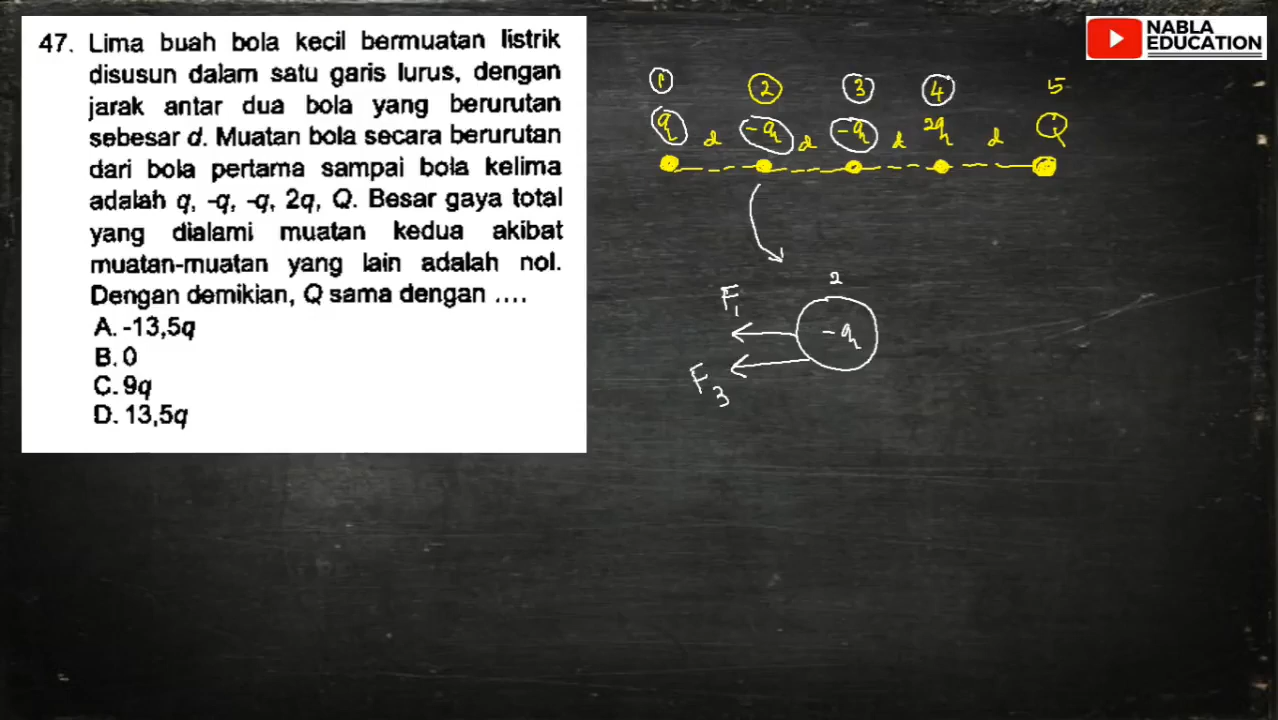 47. Lima buah bola kecil bermuatan listrik
disusun dalam satu garis lurus, dengan
jarak antar dua bola yang berurutan
sebesar d. Muatan bola secara berurutan
dari bola pertama sampai bola kelima
adalah q, -q, -q, 2q, Q. Besar gaya total
yang dialami muatan kedua akibat
muatan-muatan yang lain adalah nol.
Dengan demikian, Q sama dengan ....
A. -13,5q
B. 0
C. 9q
D. 13,5q
NABLA
EDUCATION
1 2 3 4 5
q d -q d -q d 2q d Q
2
F₁
-q
F₃